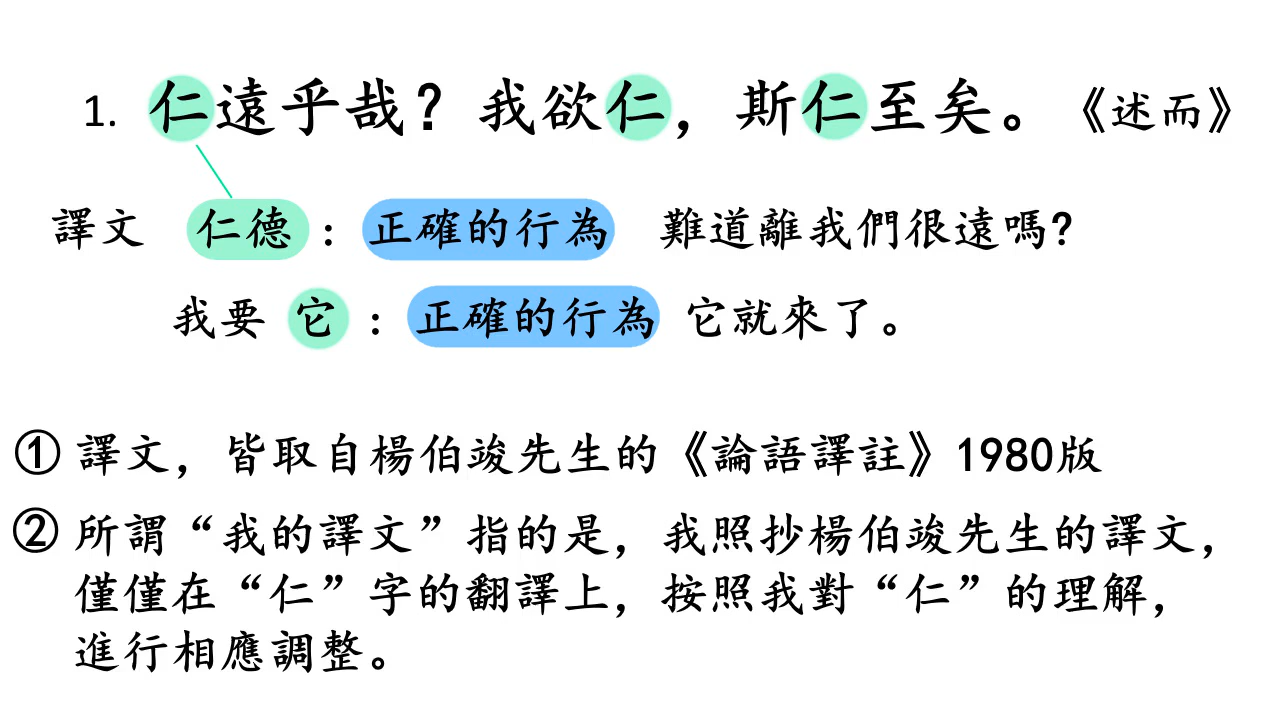 1. 仁遠乎哉？我欲仁，斯仁至矣。《述而》
譯文 仁德：正確的行為 難道離我們很遠嗎?
我要 它：正確的行為 它就來了。
① 譯文，皆取自楊伯竣先生的《論語譯註》1980版
② 所謂“我的譯文”指的是，我照抄楊伯竣先生的譯文，
僅僅在“仁”字的翻譯上，按照我對“仁”的理解，
進行相應調整。